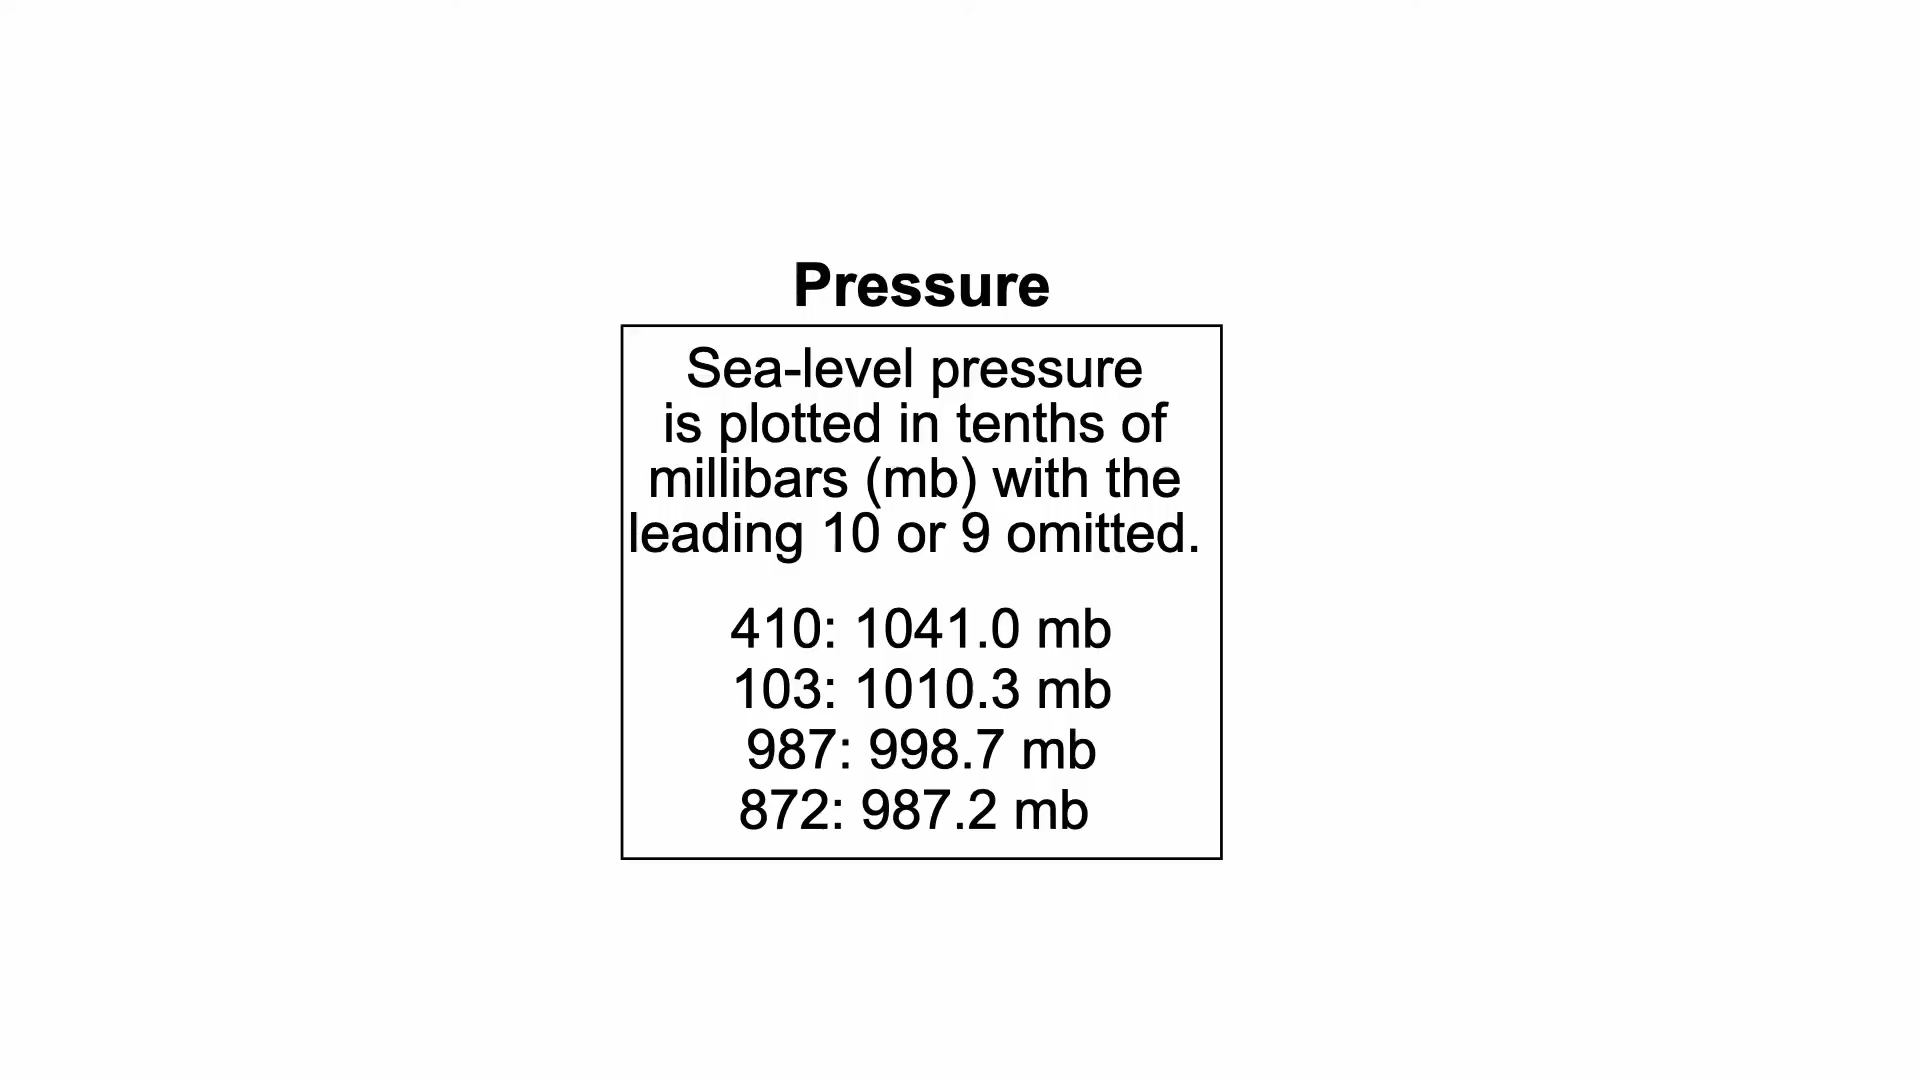 Pressure
Sea-level pressure
is plotted in tenths of
millibars (mb) with the
leading 10 or 9 omitted.
410: 1041.0 mb
103: 1010.3 mb
987: 998.7 mb
872: 987.2 mb